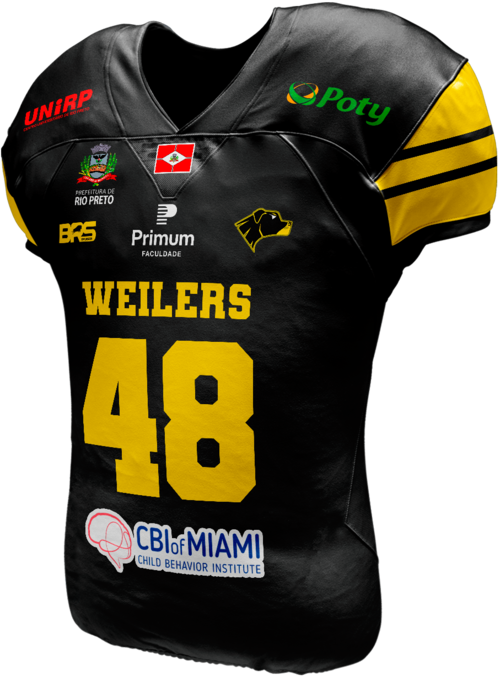 UNIRP
Poty
PREFEITURA DE
RIO PRETO
BRS
Primum
FACULDADE
WEILERS
48
CBI of MIAMI
CHILD BEHAVIOR INSTITUTE